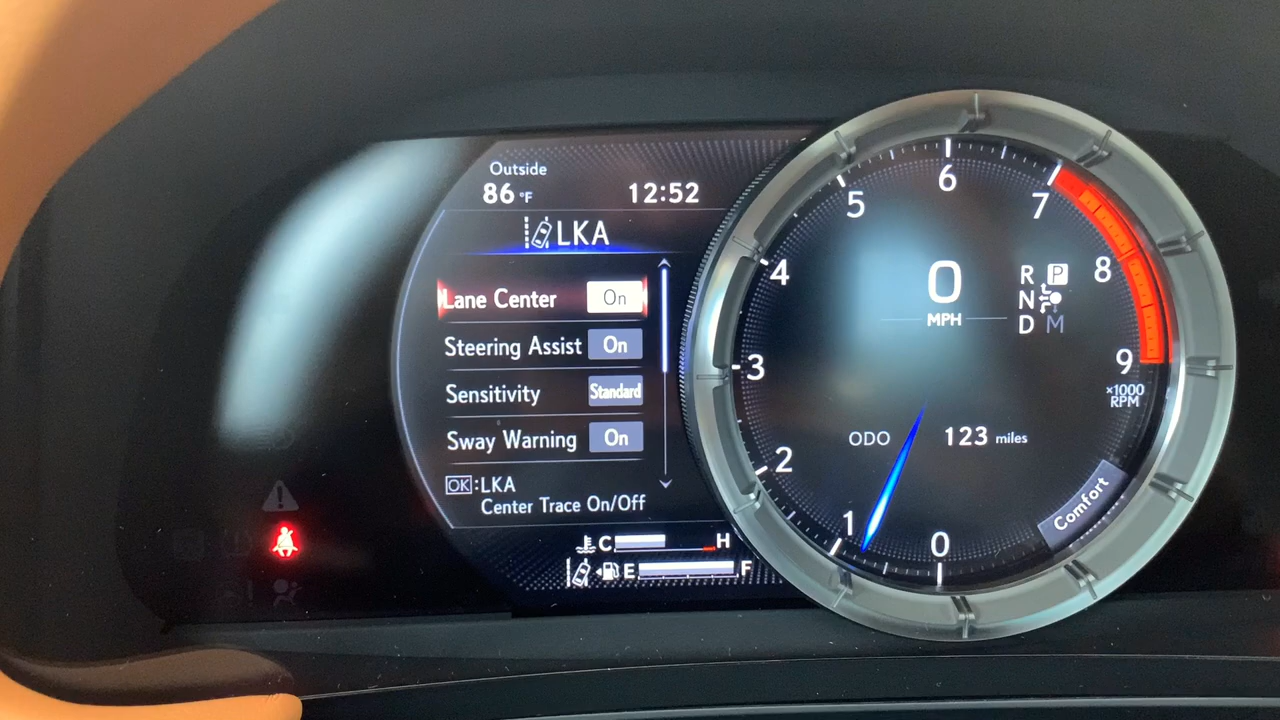 Outside
86 °F 12:52
LKA
Lane Center On
Steering Assist On
Sensitivity Standard
Sway Warning On
OK :LKA
Center Trace On/Off
C H
E F
0
1
2
3
4
5
6
7
8
9
×1000
RPM
0
MPH
R P
N
D M
ODO 123 miles
Comfort